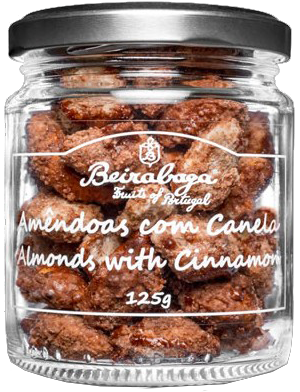 Beirabaga
Fruits of Portugal
Amêndoas com Canela
Almonds with Cinnamon
125g